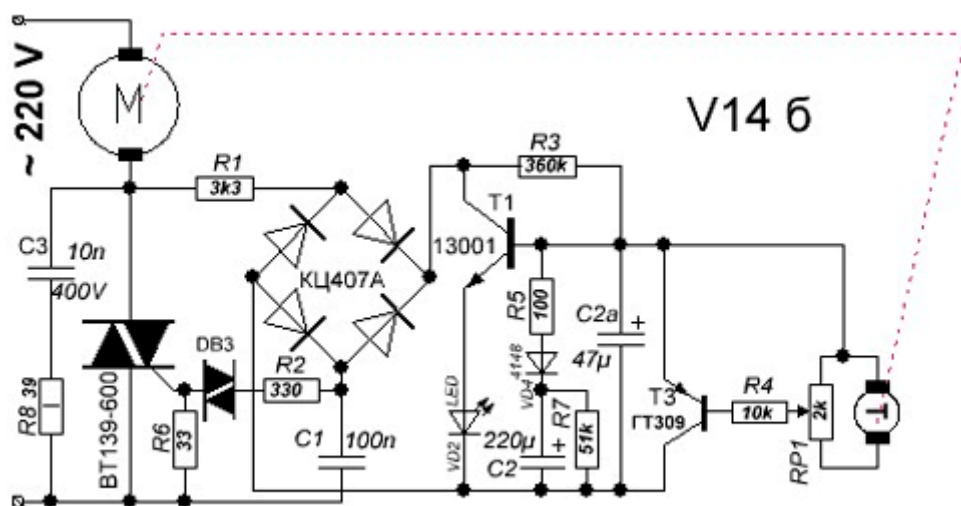 ~ 220 V
M
V14 б
R1
3k3
R3
360k
T1
13001
C3
10n
400V
КЦ407А
R5
100
C2a
47μ
DB3
R2
330
4148
VD4
LED
VD2
T3
ГТ309
R4
10k
2k
RP1
T
R8
39
BT139-600
R6
33
C1
100n
220μ
C2
R7
51k